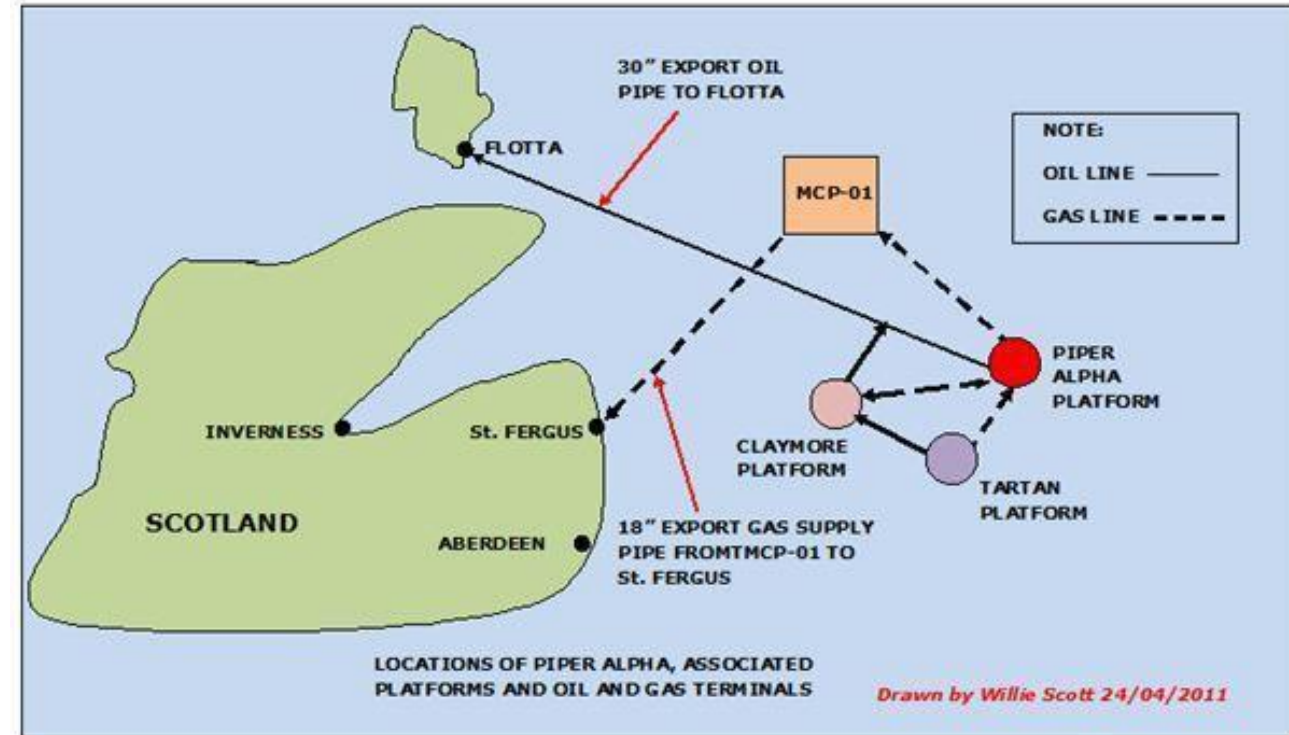 30" EXPORT OIL
PIPE TO FLOTTA
NOTE:
OIL LINE
GAS LINE
FLOTTA
MCP-01
PIPER
ALPHA
PLATFORM
INVERNESS
St. FERGUS
CLAYMORE
PLATFORM
TARTAN
PLATFORM
SCOTLAND
ABERDEEN
18" EXPORT GAS SUPPLY
PIPE FROMTMCP-01 TO
St. FERGUS
LOCATIONS OF PIPER ALPHA, ASSOCIATED
PLATFORMS AND OIL AND GAS TERMINALS
Drawn by Willie Scott 24/04/2011